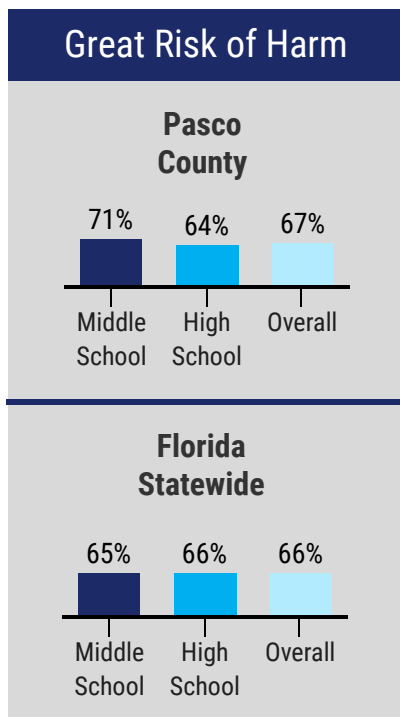 Great Risk of Harm
Pasco
County
71% 64% 67%
Middle High Overall
School School
Florida
Statewide
65% 66% 66%
Middle High Overall
School School